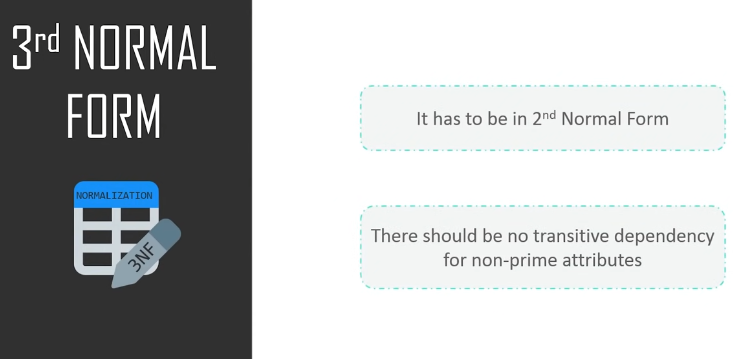 3rd NORMAL
FORM
NORMALIZATION
3NF
It has to be in 2nd Normal Form
There should be no transitive dependency
for non-prime attributes